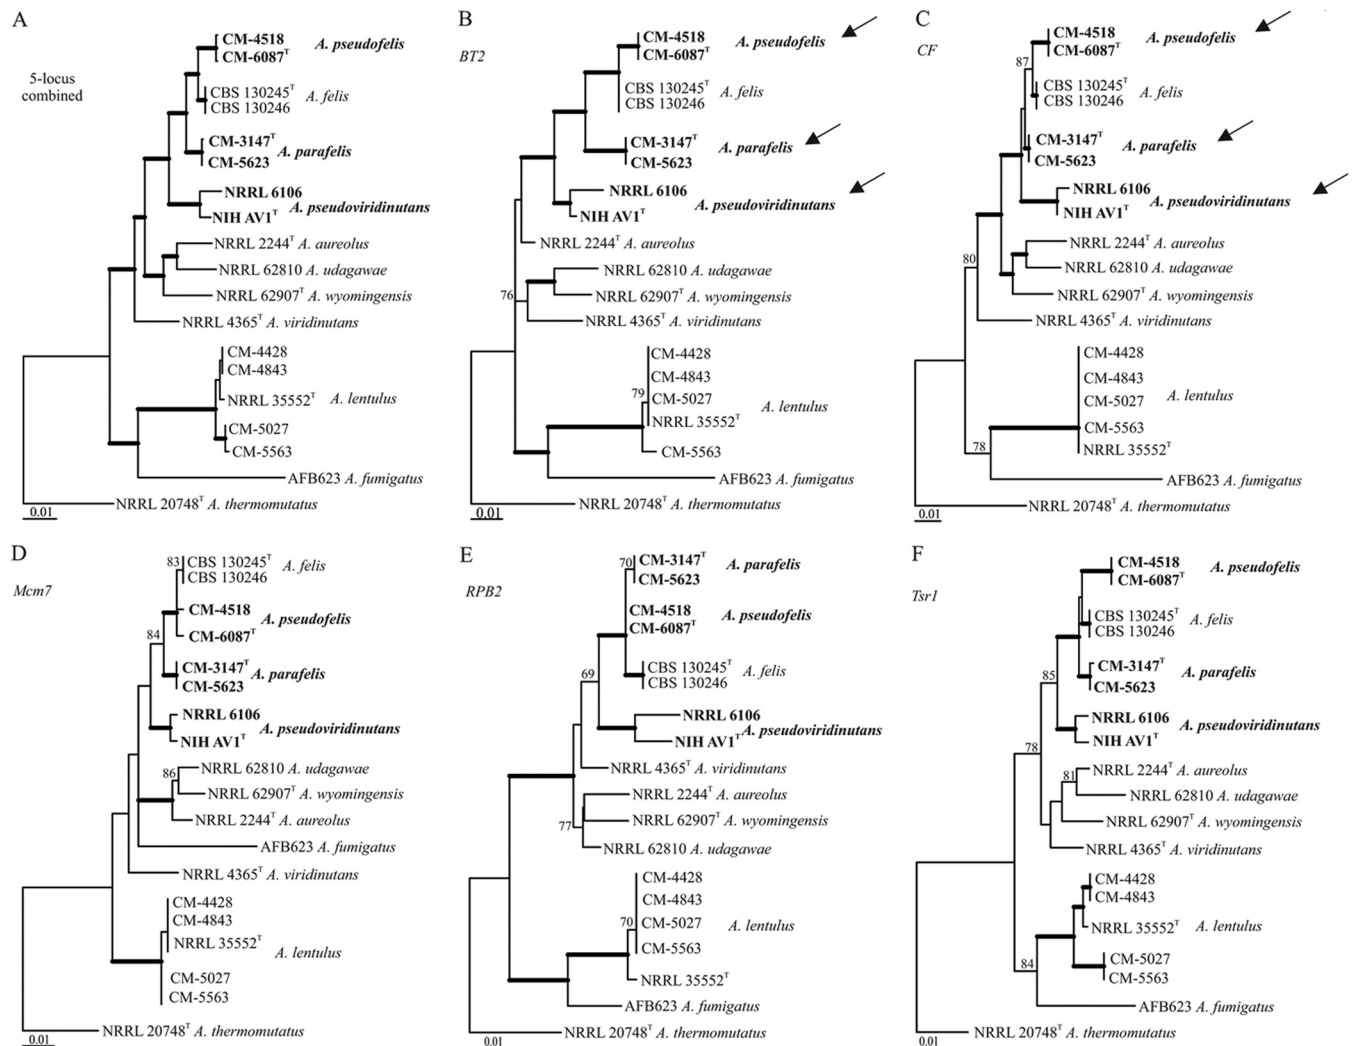 A
5-locus
combined
CM-4518
CM-6087ᵀ
A. pseudofelis
CBS 130245ᵀ
CBS 130246
A. felis
CM-3147ᵀ
CM-5623
A. parafelis
NRRL 6106
NIH AV1ᵀ
A. pseudoviridinutans
NRRL 2244ᵀ A. aureolus
NRRL 62810 A. udagawae
NRRL 62907ᵀ A. wyomingensis
NRRL 4365ᵀ A. viridinutans
CM-4428
CM-4843
NRRL 35552ᵀ
A. lentulus
CM-5027
CM-5563
AFB623 A. fumigatus
NRRL 20748ᵀ A. thermomutatus
0.01
B
BT2
CM-4518
CM-6087ᵀ
A. pseudofelis
CBS 130245ᵀ
CBS 130246
A. felis
CM-3147ᵀ
CM-5623
A. parafelis
NRRL 6106
NIH AV1ᵀ
A. pseudoviridinutans
NRRL 2244ᵀ A. aureolus
NRRL 62810 A. udagawae
76
NRRL 62907ᵀ A. wyomingensis
NRRL 4365ᵀ A. viridinutans
CM-4428
CM-4843
79
CM-5027
NRRL 35552ᵀ
A. lentulus
CM-5563
AFB623 A. fumigatus
NRRL 20748ᵀ A. thermomutatus
0.01
C
CF
CM-4518
CM-6087ᵀ
A. pseudofelis
87
CBS 130245ᵀ
CBS 130246
A. felis
CM-3147ᵀ
CM-5623
A. parafelis
NRRL 6106
NIH AV1ᵀ
A. pseudoviridinutans
NRRL 2244ᵀ A. aureolus
80
NRRL 62810 A. udagawae
NRRL 62907ᵀ A. wyomingensis
NRRL 4365ᵀ A. viridinutans
CM-4428
CM-4843
CM-5027
A. lentulus
CM-5563
NRRL 35552ᵀ
78
AFB623 A. fumigatus
NRRL 20748ᵀ A. thermomutatus
0.01
D
Mcm7
83
CBS 130245ᵀ
CBS 130246
A. felis
CM-4518
CM-6087ᵀ
A. pseudofelis
84
CM-3147ᵀ
CM-5623
A. parafelis
NRRL 6106
NIH AV1ᵀ
A. pseudoviridinutans
86
NRRL 62810 A. udagawae
NRRL 62907ᵀ A. wyomingensis
NRRL 2244ᵀ A. aureolus
AFB623 A. fumigatus
NRRL 4365ᵀ A. viridinutans
CM-4428
CM-4843
NRRL 35552ᵀ
A. lentulus
CM-5027
CM-5563
NRRL 20748ᵀ A. thermomutatus
0.01
E
RPB2
70
CM-3147ᵀ
CM-5623
A. parafelis
CM-4518
CM-6087ᵀ
A. pseudofelis
CBS 130245ᵀ
CBS 130246
A. felis
69
NRRL 6106
NIH AV1ᵀ
A. pseudoviridinutans
NRRL 4365ᵀ A. viridinutans
NRRL 2244ᵀ A. aureolus
NRRL 62907ᵀ A. wyomingensis
77
NRRL 62810 A. udagawae
CM-4428
CM-4843
70
CM-5027
A. lentulus
CM-5563
NRRL 35552ᵀ
AFB623 A. fumigatus
NRRL 20748ᵀ A. thermomutatus
0.01
F
Tsr1
CM-4518
CM-6087ᵀ
A. pseudofelis
CBS 130245ᵀ
CBS 130246
A. felis
CM-3147ᵀ
CM-5623
A. parafelis
85
NRRL 6106
NIH AV1ᵀ
A. pseudoviridinutans
78
NRRL 2244ᵀ A. aureolus
81
NRRL 62810 A. udagawae
NRRL 62907ᵀ A. wyomingensis
NRRL 4365ᵀ A. viridinutans
CM-4428
CM-4843
NRRL 35552ᵀ
A. lentulus
CM-5027
CM-5563
84
AFB623 A. fumigatus
NRRL 20748ᵀ A. thermomutatus
0.01